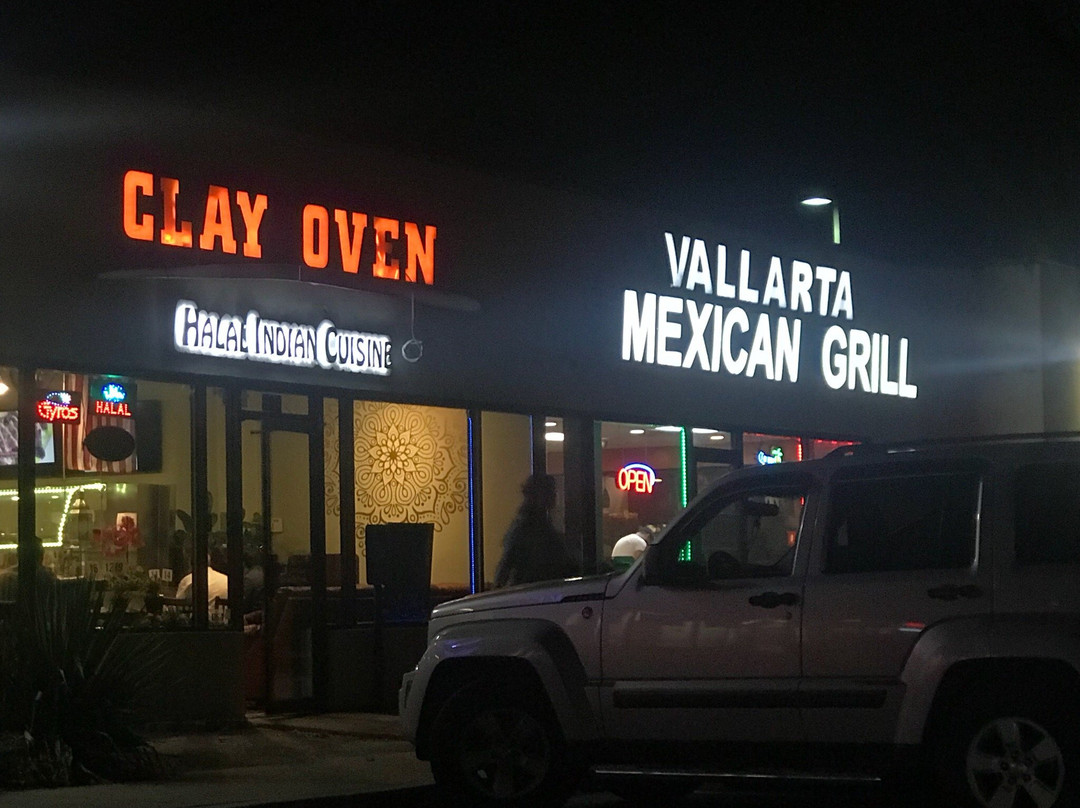 CLAY OVEN
HALAL INDIAN CUISINE
VALLARTA
MEXICAN GRILL
Gyros
HALAL
OPEN